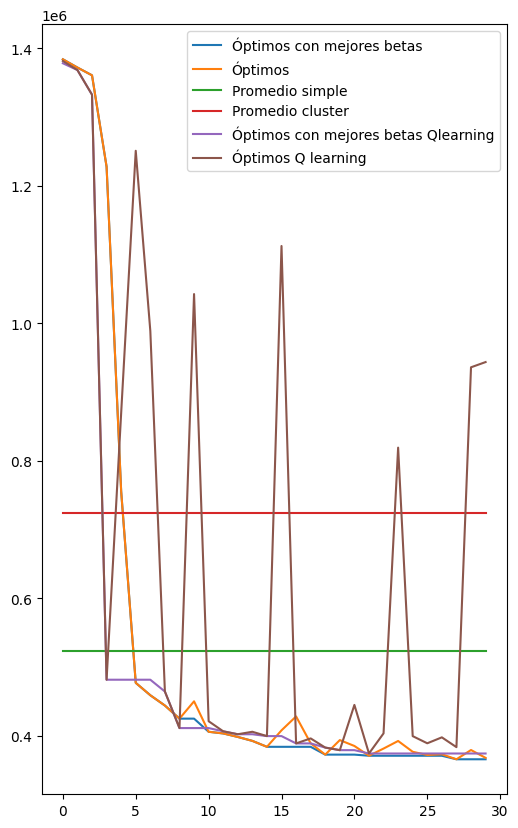 1e6
Óptimos con mejores betas
Óptimos
Promedio simple
Promedio cluster
Óptimos con mejores betas Qlearning
Óptimos Q learning
1.4
1.2
1.0
0.8
0.6
0.4
0 5 10 15 20 25 30